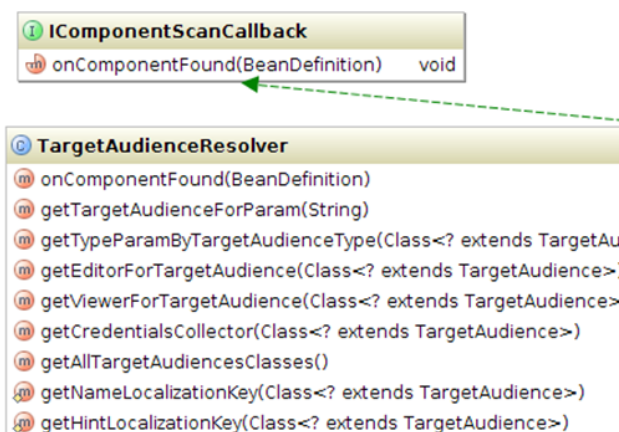 IComponentScanCallback
onComponentFound(BeanDefinition) void
TargetAudienceResolver
onComponentFound(BeanDefinition)
getTargetAudienceForParam(String)
getTypeParamByTargetAudienceType(Class<? extends TargetAu
getEditorForTargetAudience(Class<? extends TargetAudience>)
getViewerForTargetAudience(Class<? extends TargetAudience>
getCredentialsCollector(Class<? extends TargetAudience>)
getAllTargetAudiencesClasses()
getNameLocalizationKey(Class<? extends TargetAudience>)
getHintLocalizationKey(Class<? extends TargetAudience>)